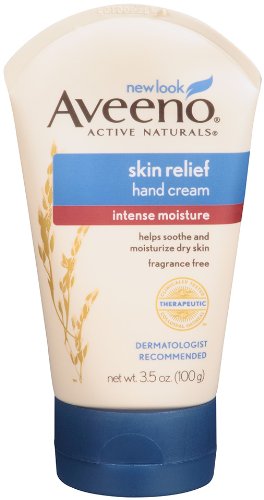 new look
Aveeno®
ACTIVE NATURALS®
skin relief
hand cream
intense moisture
helps soothe and
moisturize dry skin
fragrance free
THERAPEUTIC
DERMATOLOGIST
RECOMMENDED
net wt. 3.5 oz. (100g)